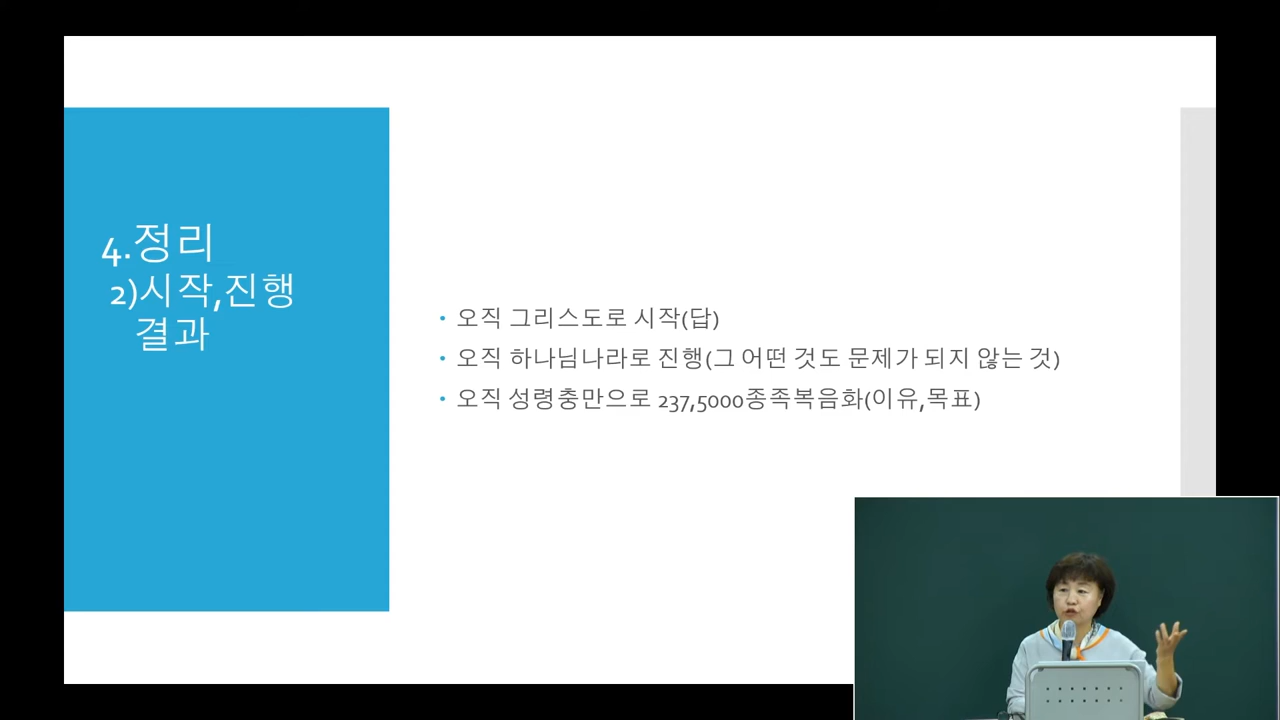 4.정리
2)시작,진행
결과
• 오직 그리스도로 시작(답)
• 오직 하나님나라로 진행(그 어떤 것도 문제가 되지 않는 것)
• 오직 성령충만으로 237,5000종족복음화(이유,목표)